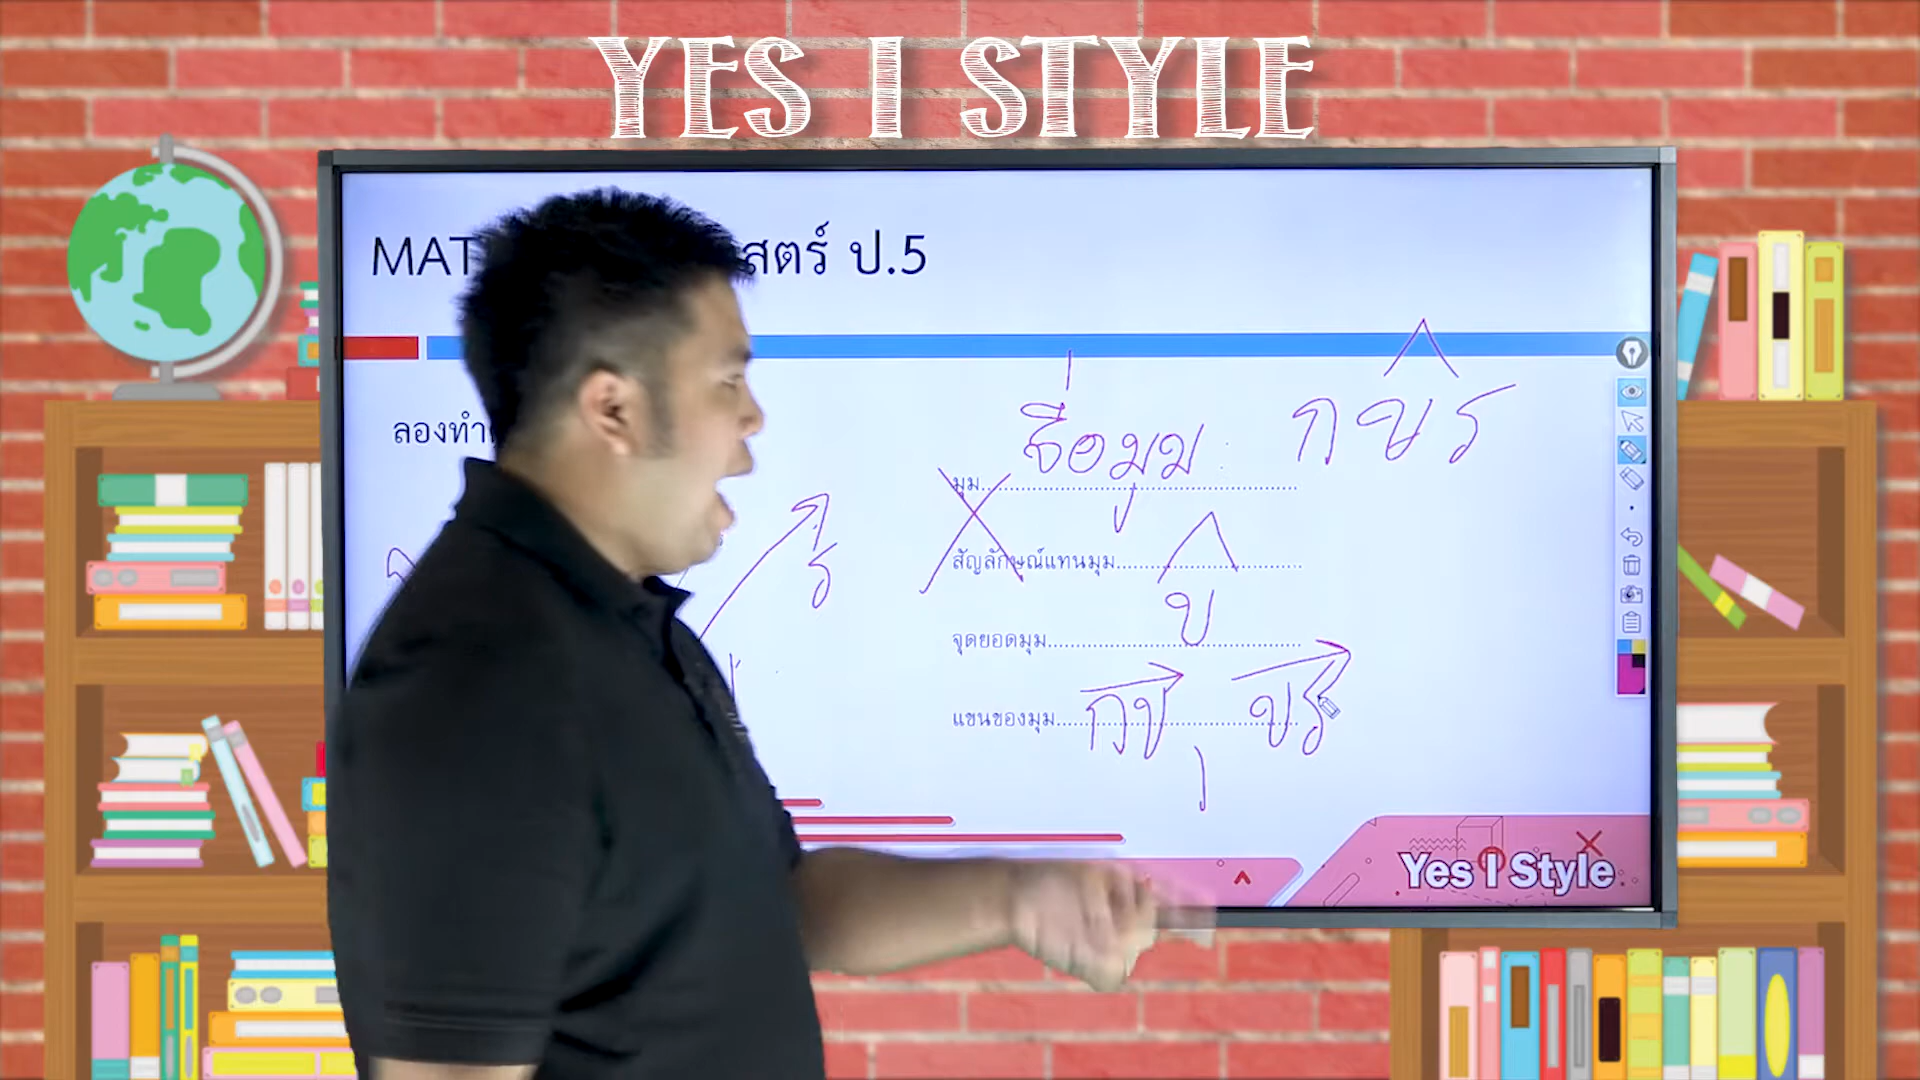 YES I STYLE
สตร์ ป.5
ลองทำ
ชื่อมุม : กขร
มุม
ร
สัญลักษณ์แทนมุม
ข
จุดยอดมุม
แขนของมุม กข , ขร
Yes I Style